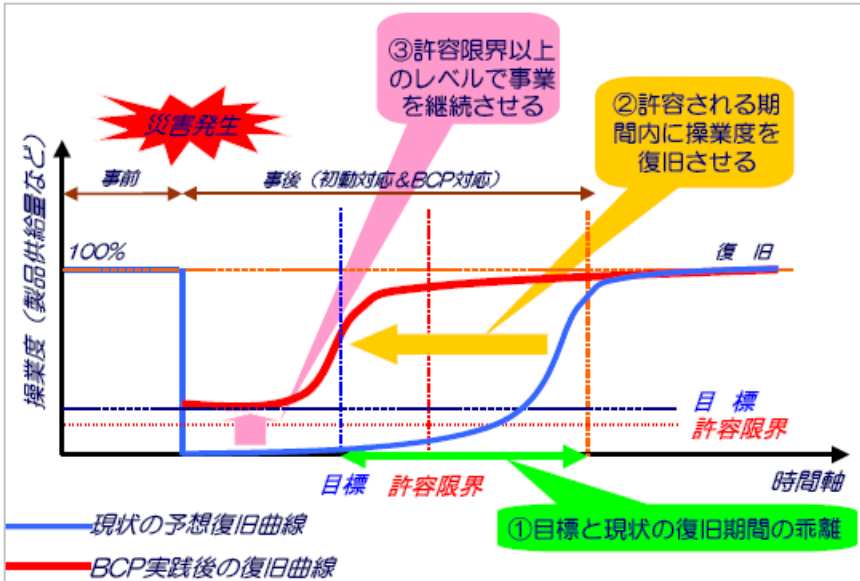 ③許容限界以上
のレベルで事業
を継続させる
災害発生
②許容される期
間内に操業度を
復旧させる
事前
事後（初動対応&BCP対応）
操業度（製品供給量など）
100%
復 旧
目 標
許容限界
目標 許容限界
時間軸
①目標と現状の復旧期間の乖離
現状の予想復旧曲線
BCP実践後の復旧曲線